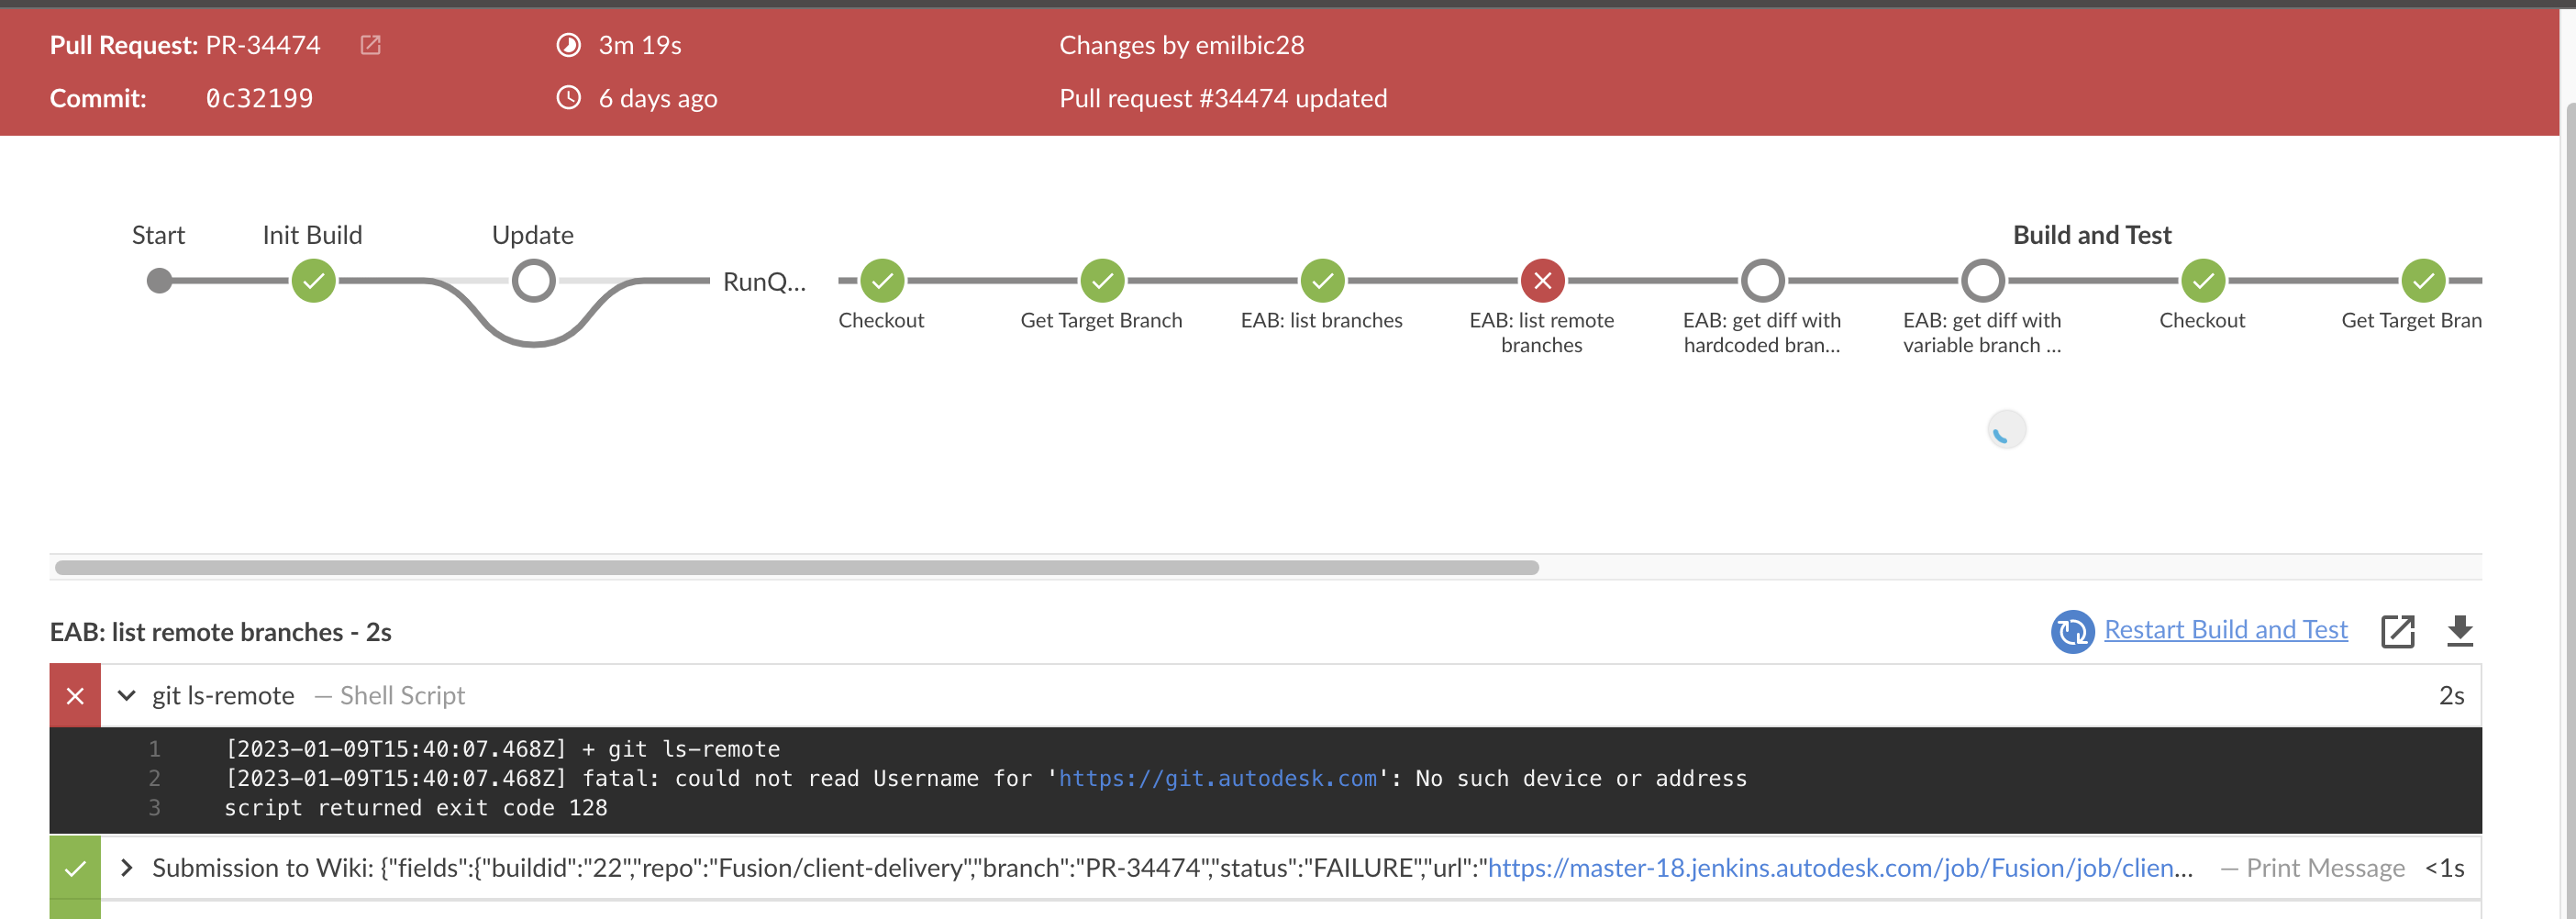 Pull Request: PR-34474
3m 19s
Changes by emilbic28
Commit: 0c32199
6 days ago
Pull request #34474 updated
Start
Init Build
Update
RunQ...
Build and Test
Checkout
Get Target Branch
EAB: list branches
EAB: list remote
branches
EAB: get diff with
hardcoded bran...
EAB: get diff with
variable branch ...
Checkout
Get Target Bran
EAB: list remote branches - 2s
Restart Build and Test
git ls-remote — Shell Script 2s
1 [2023-01-09T15:40:07.468Z] + git ls-remote
2 [2023-01-09T15:40:07.468Z] fatal: could not read Username for 'https://git.autodesk.com': No such device or address
3 script returned exit code 128
Submission to Wiki: {"fields":{"buildid":"22""repo":"Fusion/client-delivery""branch":"PR-34474""status":"FAILURE","url":"https://master-18.jenkins.autodesk.com/job/Fusion/job/clien... — Print Message <1s